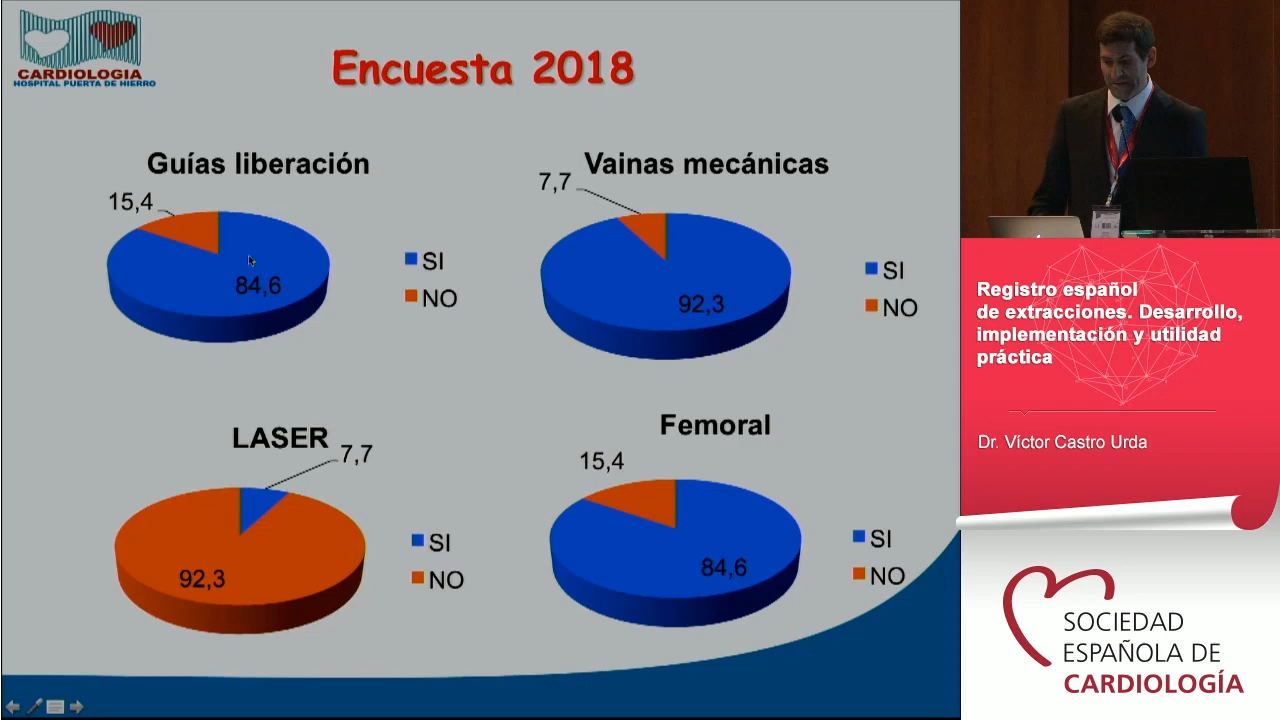 CARDIOLOGIA
HOSPITAL PUERTA DE HIERRO
Encuesta 2018
Guías liberación
15,4
84,6
SI
NO
Vainas mecánicas
7,7
92,3
SI
NO
LASER
7,7
92,3
SI
NO
Femoral
15,4
84,6
SI
NO
Registro español
de extracciones. Desarrollo,
implementación y utilidad
práctica
Dr. Víctor Castro Urda
SOCIEDAD
ESPAÑOLA DE
CARDIOLOGÍA